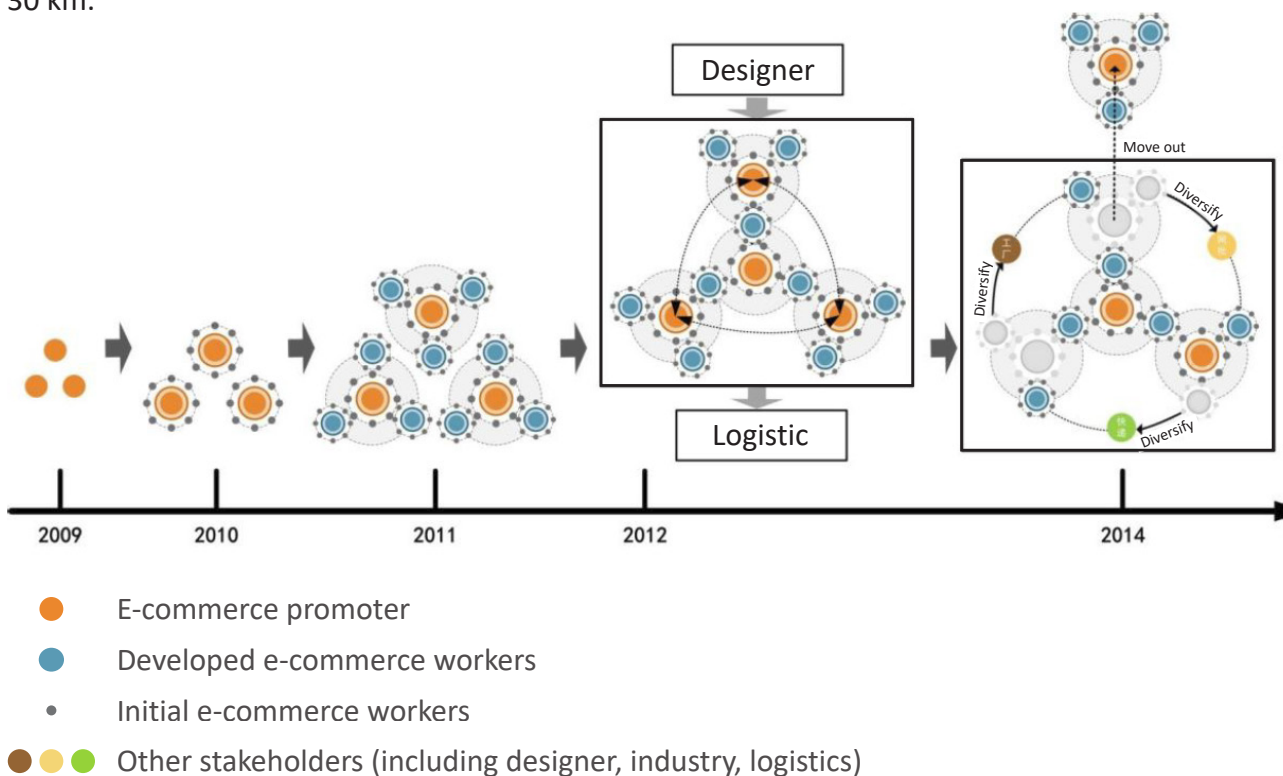 30 km.
Designer
Move out
Diversify
Diversify
Diversify
Logistic
2009
2010
2011
2012
2014
E-commerce promoter
Developed e-commerce workers
Initial e-commerce workers
Other stakeholders (including designer, industry, logistics)